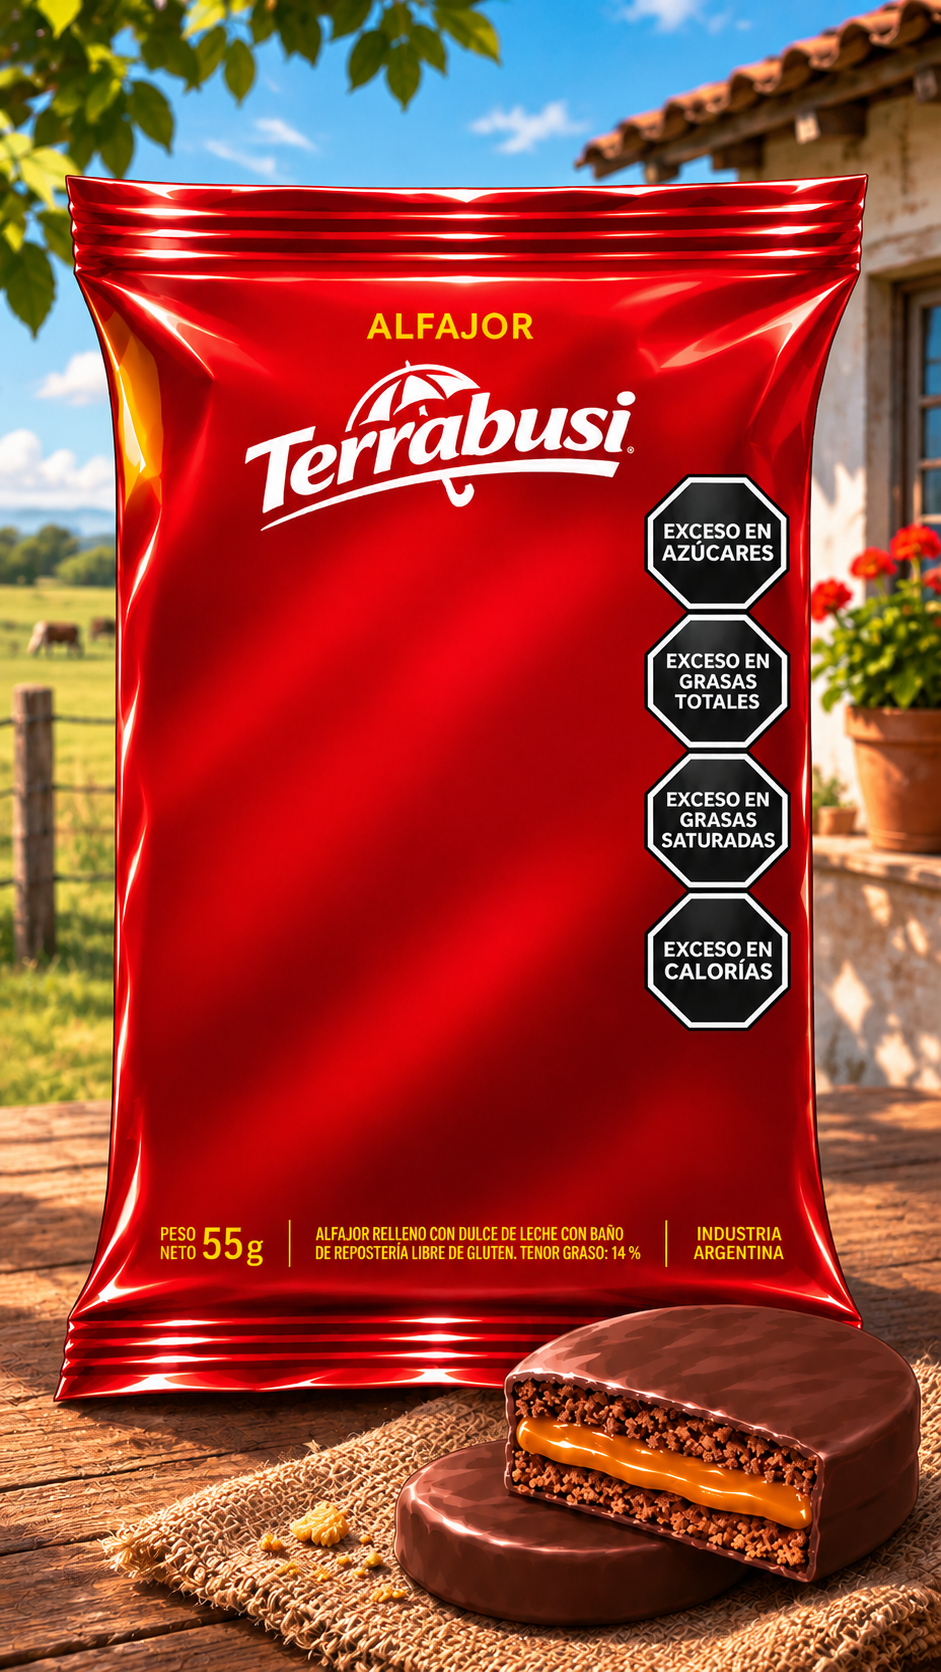 ALFAJOR
Terrabusi®
EXCESO EN
AZÚCARES
EXCESO EN
GRASAS
TOTALES
EXCESO EN
GRASAS
SATURADAS
EXCESO EN
CALORÍAS
PESO
NETO 55g
ALFAJOR RELLENO CON DULCE DE LECHE CON BAÑO
DE REPOSTERÍA LIBRE DE GLUTEN. TENOR GRASO: 14 %
INDUSTRIA
ARGENTINA